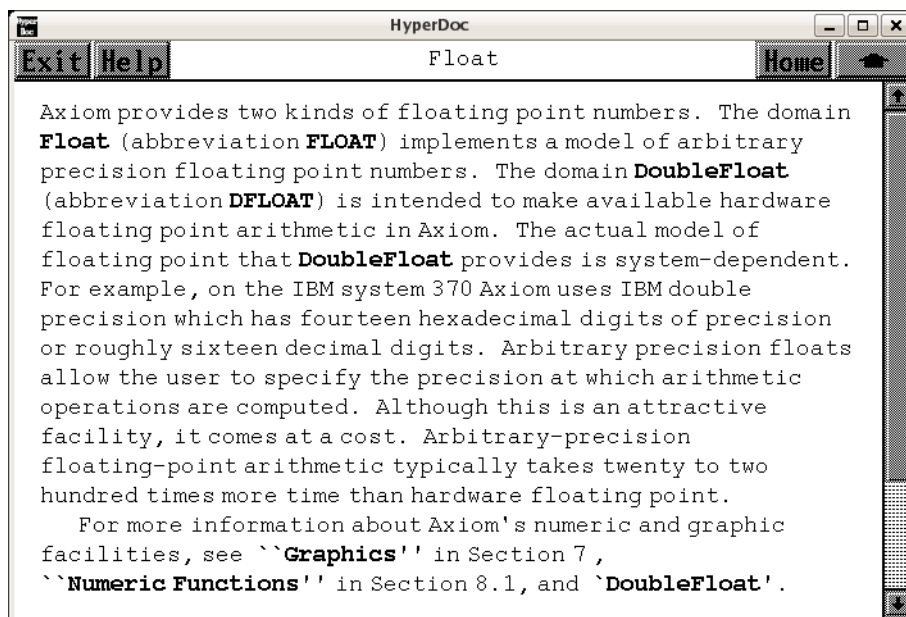 Hyper Doc
HyperDoc
Exit Help Float Home
Axiom provides two kinds of floating point numbers. The domain
Float (abbreviation FLOAT) implements a model of arbitrary
precision floating point numbers. The domain DoubleFloat
(abbreviation DFLOAT) is intended to make available hardware
floating point arithmetic in Axiom. The actual model of
floating point that DoubleFloat provides is system-dependent.
For example, on the IBM system 370 Axiom uses IBM double
precision which has fourteen hexadecimal digits of precision
or roughly sixteen decimal digits. Arbitrary precision floats
allow the user to specify the precision at which arithmetic
operations are computed. Although this is an attractive
facility, it comes at a cost. Arbitrary-precision
floating-point arithmetic typically takes twenty to two
hundred times more time than hardware floating point.
For more information about Axiom's numeric and graphic
facilities, see ``Graphics'' in Section 7 ,
``Numeric Functions'' in Section 8.1, and `DoubleFloat'.